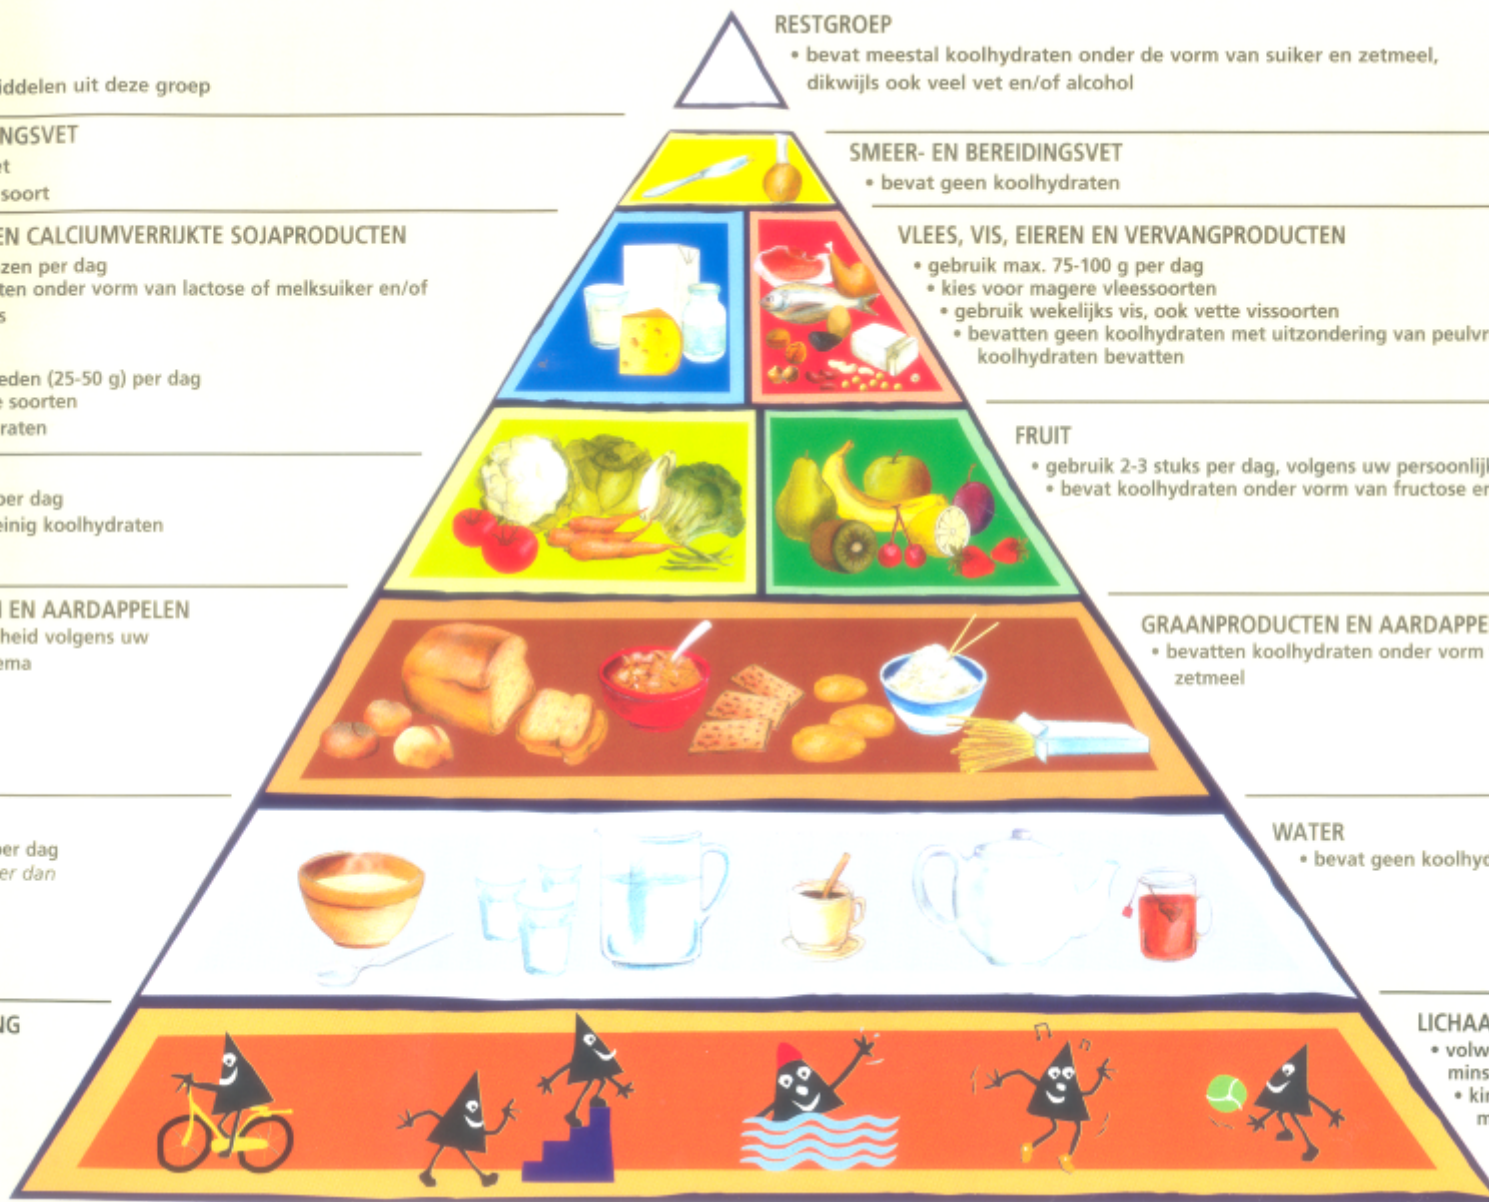 RESTGROEP
• bevat meestal koolhydraten onder de vorm van suiker en zetmeel,
dikwijls ook veel vet en/of alcohol
iddelen uit deze groep
NGSVET
et
soort
SMEER- EN BEREIDINGSVET
• bevat geen koolhydraten
EN CALCIUMVERRIJKTE SOJAPRODUCTEN
zen per dag
ten onder vorm van lactose of melksuiker en/of
s
eden (25-50 g) per dag
e soorten
raten
VLEES, VIS, EIEREN EN VERVANGPRODUCTEN
• gebruik max. 75-100 g per dag
• kies voor magere vleessoorten
• gebruik wekelijks vis, ook vette vissoorten
• bevatten geen koolhydraten met uitzondering van peulvr
koolhydraten bevatten
per dag
einig koolhydraten
FRUIT
• gebruik 2-3 stuks per dag, volgens uw persoonlij
• bevat koolhydraten onder vorm van fructose e
EN AARDAPPELEN
heid volgens uw
ema
GRAANPRODUCTEN EN AARDAPPE
• bevatten koolhydraten onder vorm
zetmeel
per dag
er dan
WATER
• bevat geen koolhyd
NG
LICHAA
• volw
mins
• ki
m